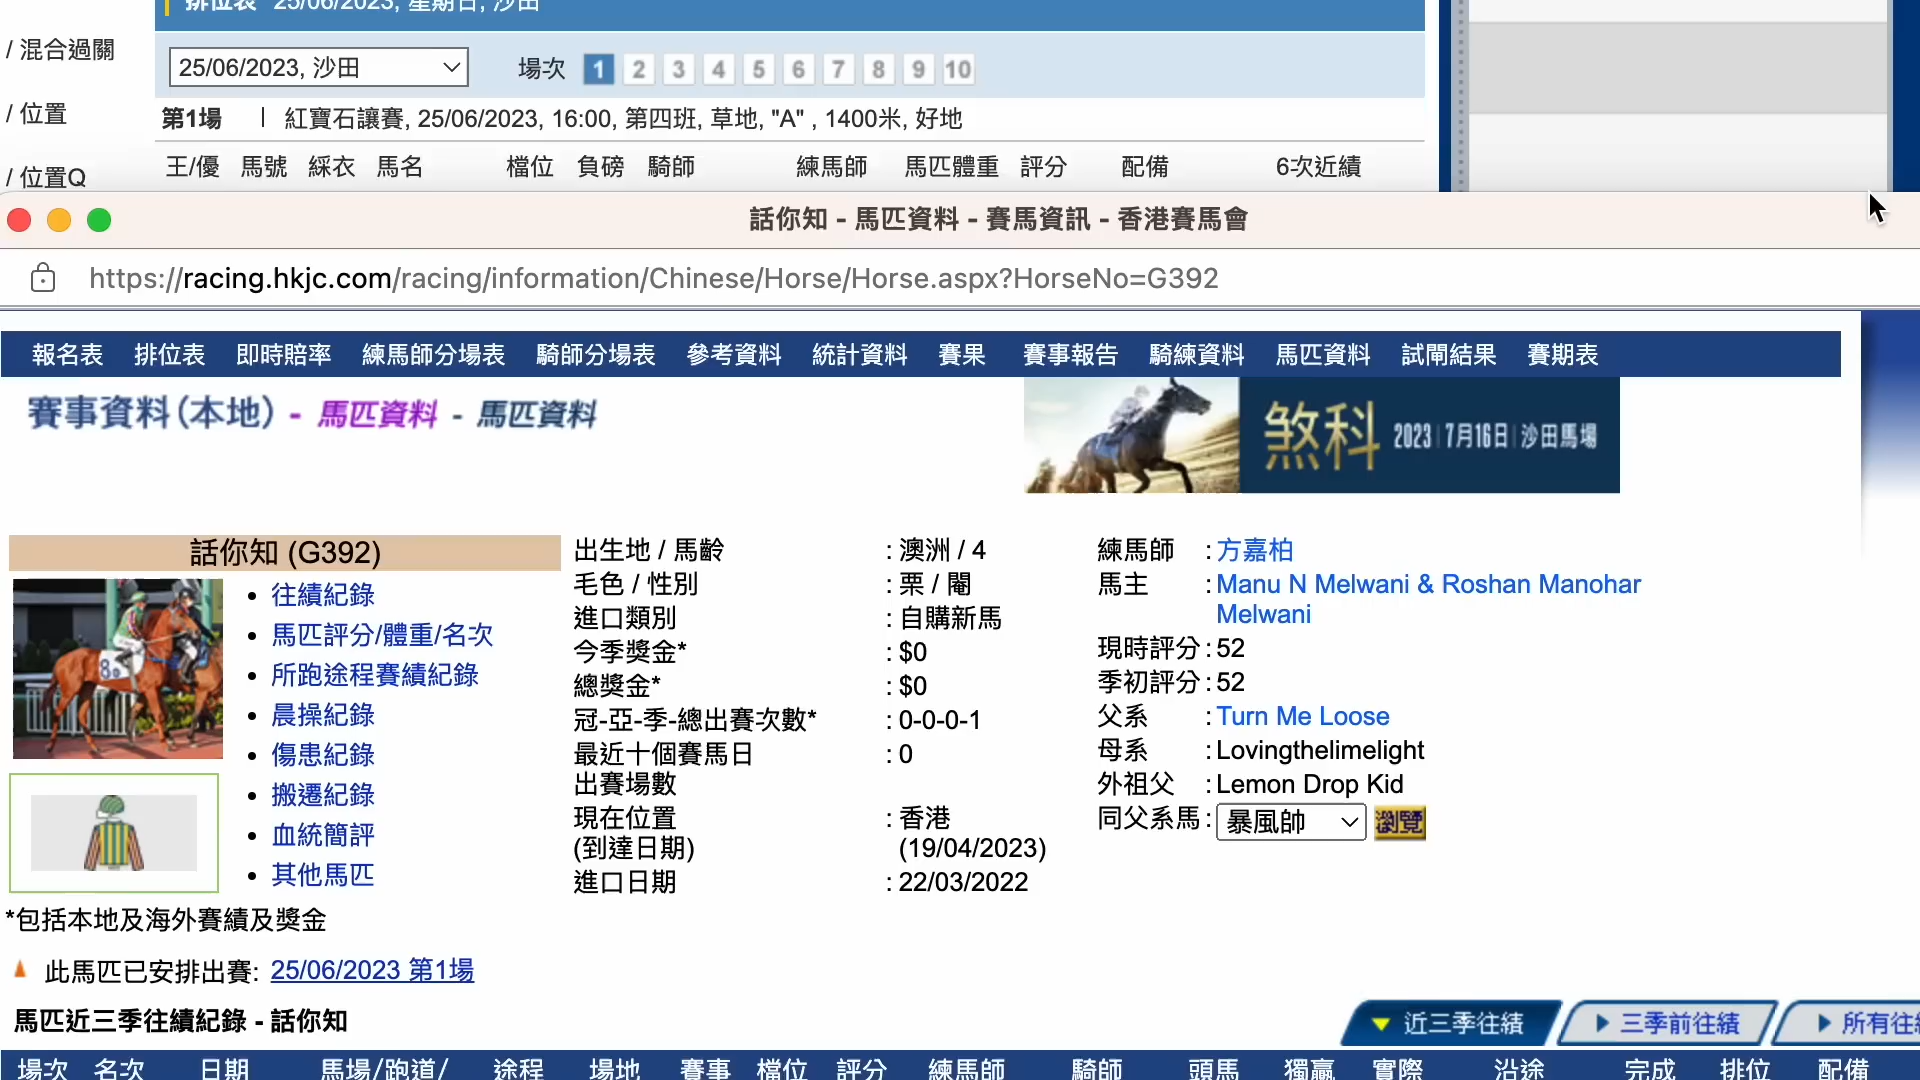 排位表 25/06/2023, 星期日, 沙田
/ 混合過關
25/06/2023, 沙田 場次 1 2 3 4 5 6 7 8 9 10
/ 位置
第1場 | 紅寶石讓賽, 25/06/2023, 16:00, 第四班, 草地, "A" , 1400米, 好地
/ 位置Q
王/優 馬號 綵衣 馬名 檔位 負磅 騎師 練馬師 馬匹體重 評分 配備 6次近績
話你知 - 馬匹資料 - 賽馬資訊 - 香港賽馬會
https://racing.hkjc.com/racing/information/Chinese/Horse/Horse.aspx?HorseNo=G392
報名表 排位表 即時賠率 練馬師分場表 騎師分場表 參考資料 統計資料 賽果 賽事報告 騎練資料 馬匹資料 試閘結果 賽期表
賽事資料(本地) - 馬匹資料 - 馬匹資料
煞科 2023 | 7月16日 | 沙田馬場
話你知 (G392)
8
• 往績紀錄
• 馬匹評分/體重/名次
• 所跑途程賽績紀錄
• 晨操紀錄
• 傷患紀錄
• 搬遷紀錄
• 血統簡評
• 其他馬匹
出生地 / 馬齡 : 澳洲 / 4
毛色 / 性別 : 栗 / 閹
進口類別 : 自購新馬
今季獎金* : $0
總獎金* : $0
冠-亞-季-總出賽次數* : 0-0-0-1
最近十個賽馬日 : 0
出賽場數
現在位置 : 香港
(到達日期) (19/04/2023)
進口日期 : 22/03/2022
練馬師 : 方嘉柏
馬主 : Manu N Melwani & Roshan Manohar
Melwani
現時評分 : 52
季初評分 : 52
父系 : Turn Me Loose
母系 : Lovingthelimelight
外祖父 : Lemon Drop Kid
同父系馬 : 暴風帥 瀏覽
*包括本地及海外賽績及獎金
此馬匹已安排出賽: 25/06/2023 第1場
馬匹近三季往績紀錄 - 話你知
近三季往績 三季前往績 所有往績
場次 名次 日期 馬場/跑道/ 途程 場地 賽事 檔位 評分 練馬師 騎師 頭馬 獨贏 實際 沿途 完成 排位 配備